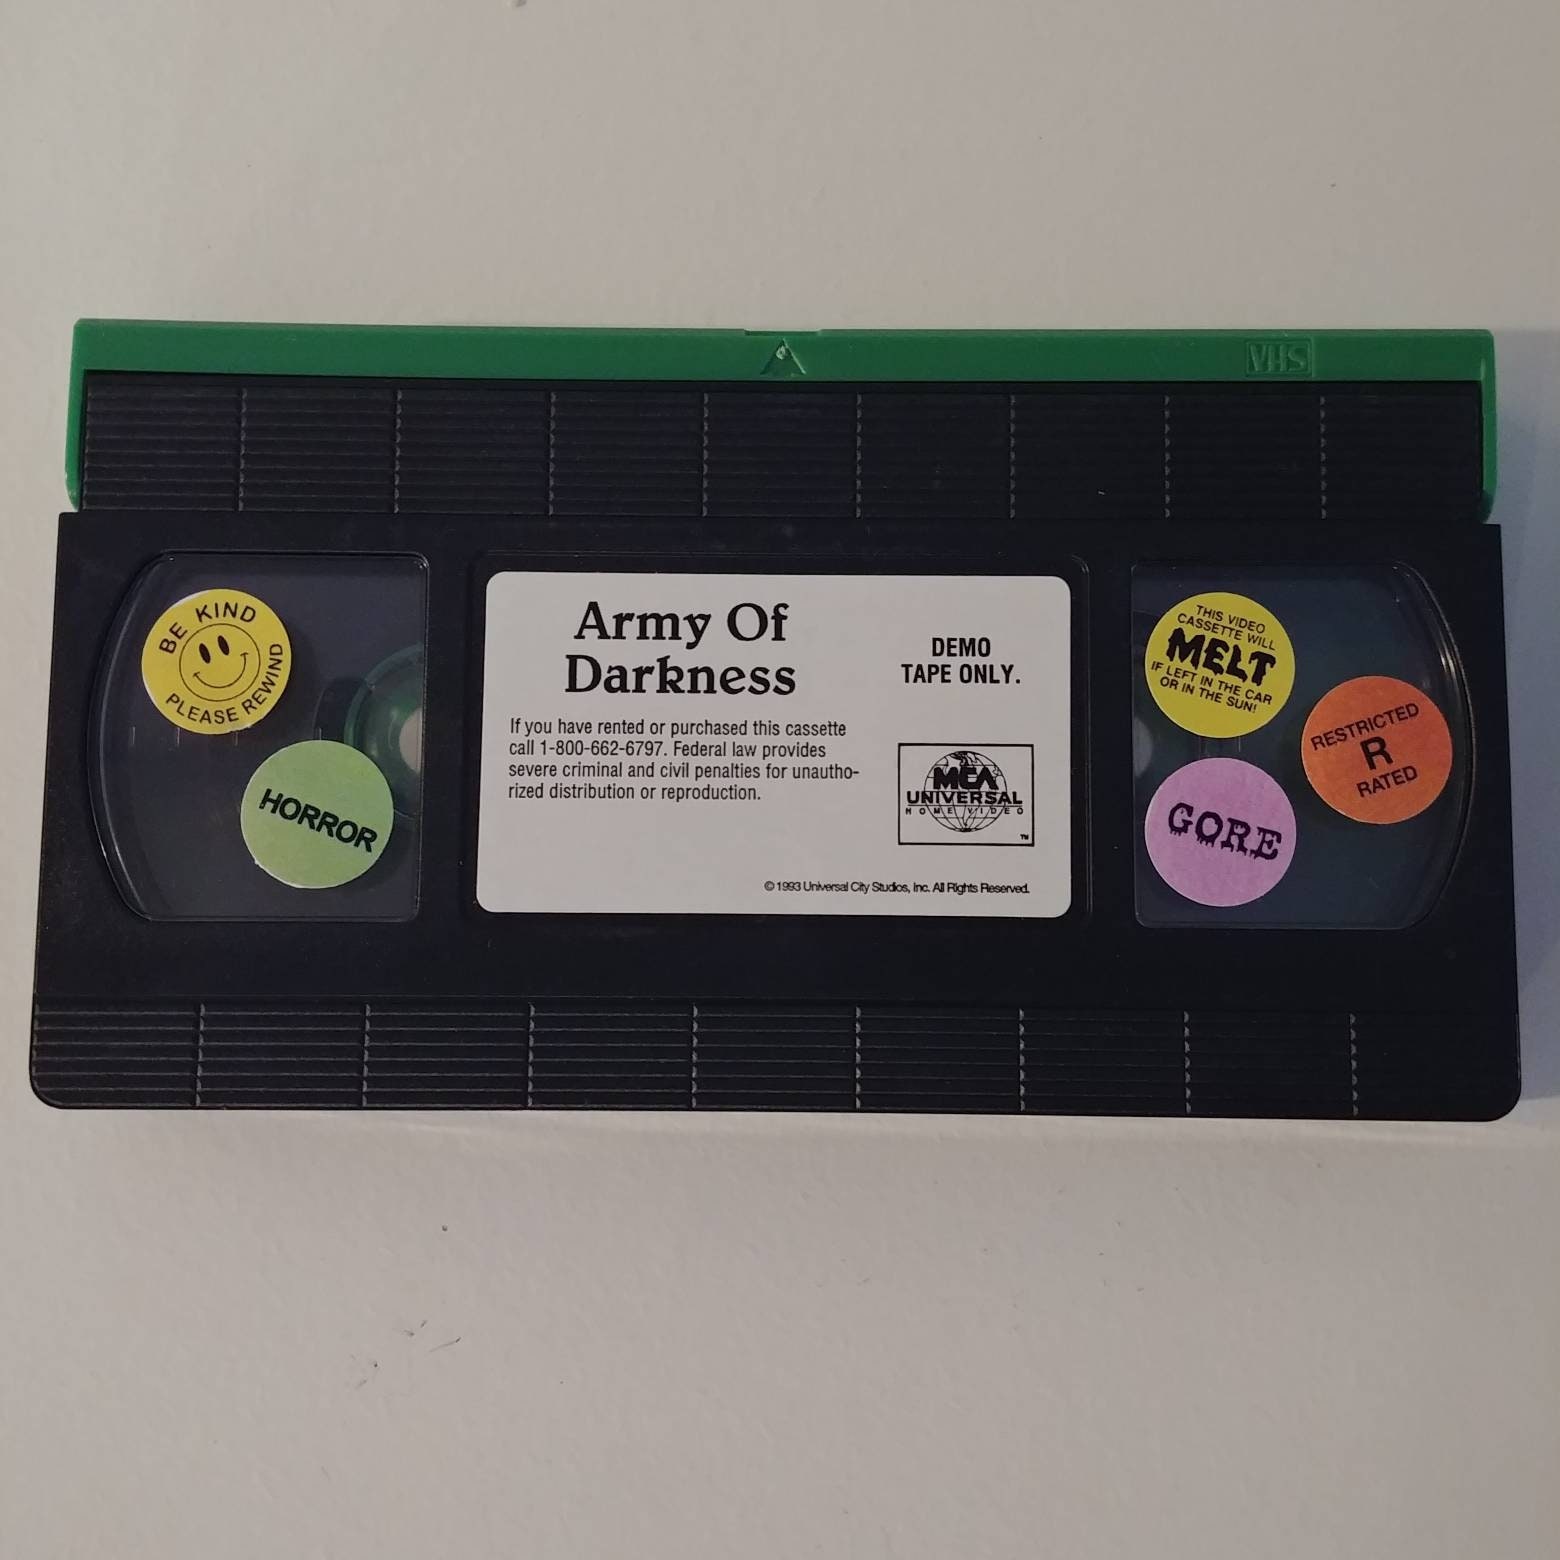 VHS
BE KIND
PLEASE REWIND
HORROR
Army Of
Darkness
If you have rented or purchased this cassette
call 1-800-662-6797. Federal law provides
severe criminal and civil penalties for unautho-
rized distribution or reproduction.
DEMO
TAPE ONLY.
MCA
UNIVERSAL
HOME VIDEO
TM
© 1993 Universal City Studios, Inc. All Rights Reserved.
THIS VIDEO
CASSETTE WILL
MELT
IF LEFT IN THE CAR
OR IN THE SUN!
RESTRICTED
R
RATED
GORE